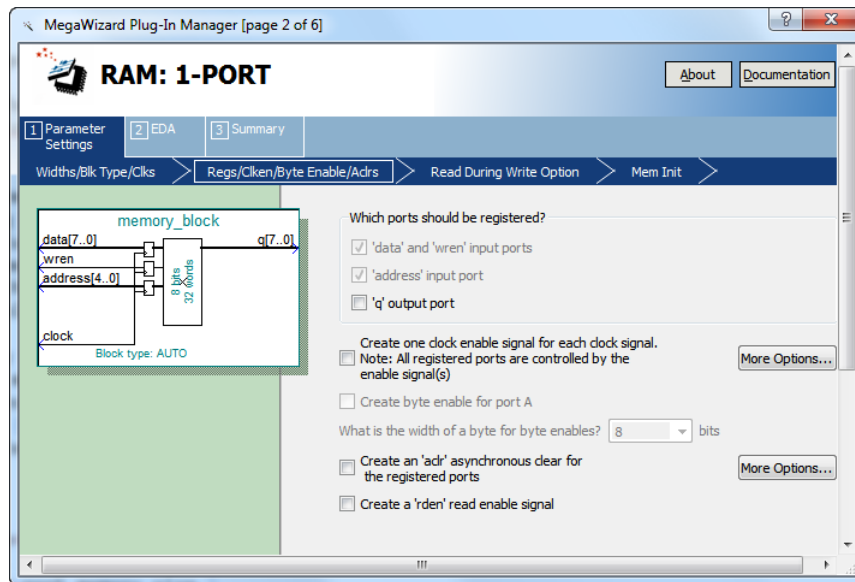 MegaWizard Plug-In Manager [page 2 of 6]
RAM: 1-PORT
About
Documentation
1 Parameter Settings
2 EDA
3 Summary
Widths/Blk Type/Clks
Regs/Clken/Byte Enable/Adrs
Read During Write Option
Mem Init
memory_block
data[7..0]
q[7..0]
wren
address[4..0]
8 bits
32 words
clock
Block type: AUTO
Which ports should be registered?
'data' and 'wren' input ports
'address' input port
'q' output port
Create one clock enable signal for each clock signal.
Note: All registered ports are controlled by the
enable signal(s)
More Options...
Create byte enable for port A
What is the width of a byte for byte enables? 8 bits
Create an 'aclr' asynchronous clear for
the registered ports
More Options...
Create a 'rden' read enable signal